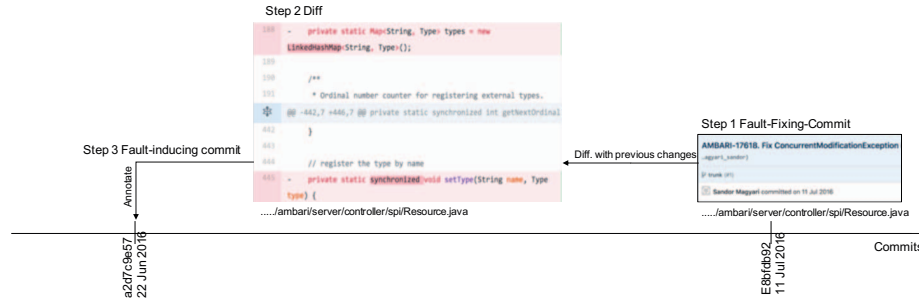 Step 2 Diff
188 - private static Map<String, Type> types = new
LinkedHashMap<String, Type>();
189
190 /**
191 * Ordinal number counter for registering external types.
@@ -442,7 +446,7 @@ private static synchronized int getNextOrdinal
442 }
443
444 // register the type by name
- private static synchronized void setType(String name, Type
type) {
...../ambari/server/controller/spi/Resource.java
Step 3 Fault-inducing commit
Annotate
Diff. with previous changes
Step 1 Fault-Fixing-Commit
AMBARI-17618. Fix ConcurrentModificationException
trunk
Sandor Magyari committed on 11 Jul 2016
...../ambari/server/controller/spi/Resource.java
Commits
a2d7c9e57
22 Jun 2016
E8bfdb92
11 Jul 2016